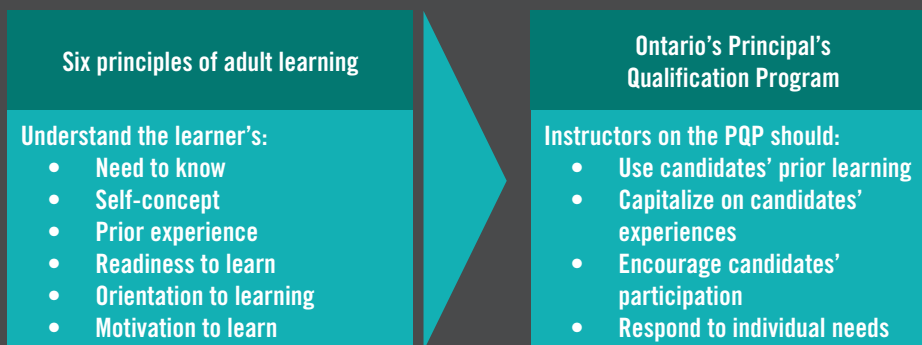 Six principles of adult learning
Understand the learner's:
• Need to know
• Self-concept
• Prior experience
• Readiness to learn
• Orientation to learning
• Motivation to learn
Ontario's Principal's
Qualification Program
Instructors on the PQP should:
• Use candidates' prior learning
• Capitalize on candidates'
experiences
• Encourage candidates'
participation
• Respond to individual needs